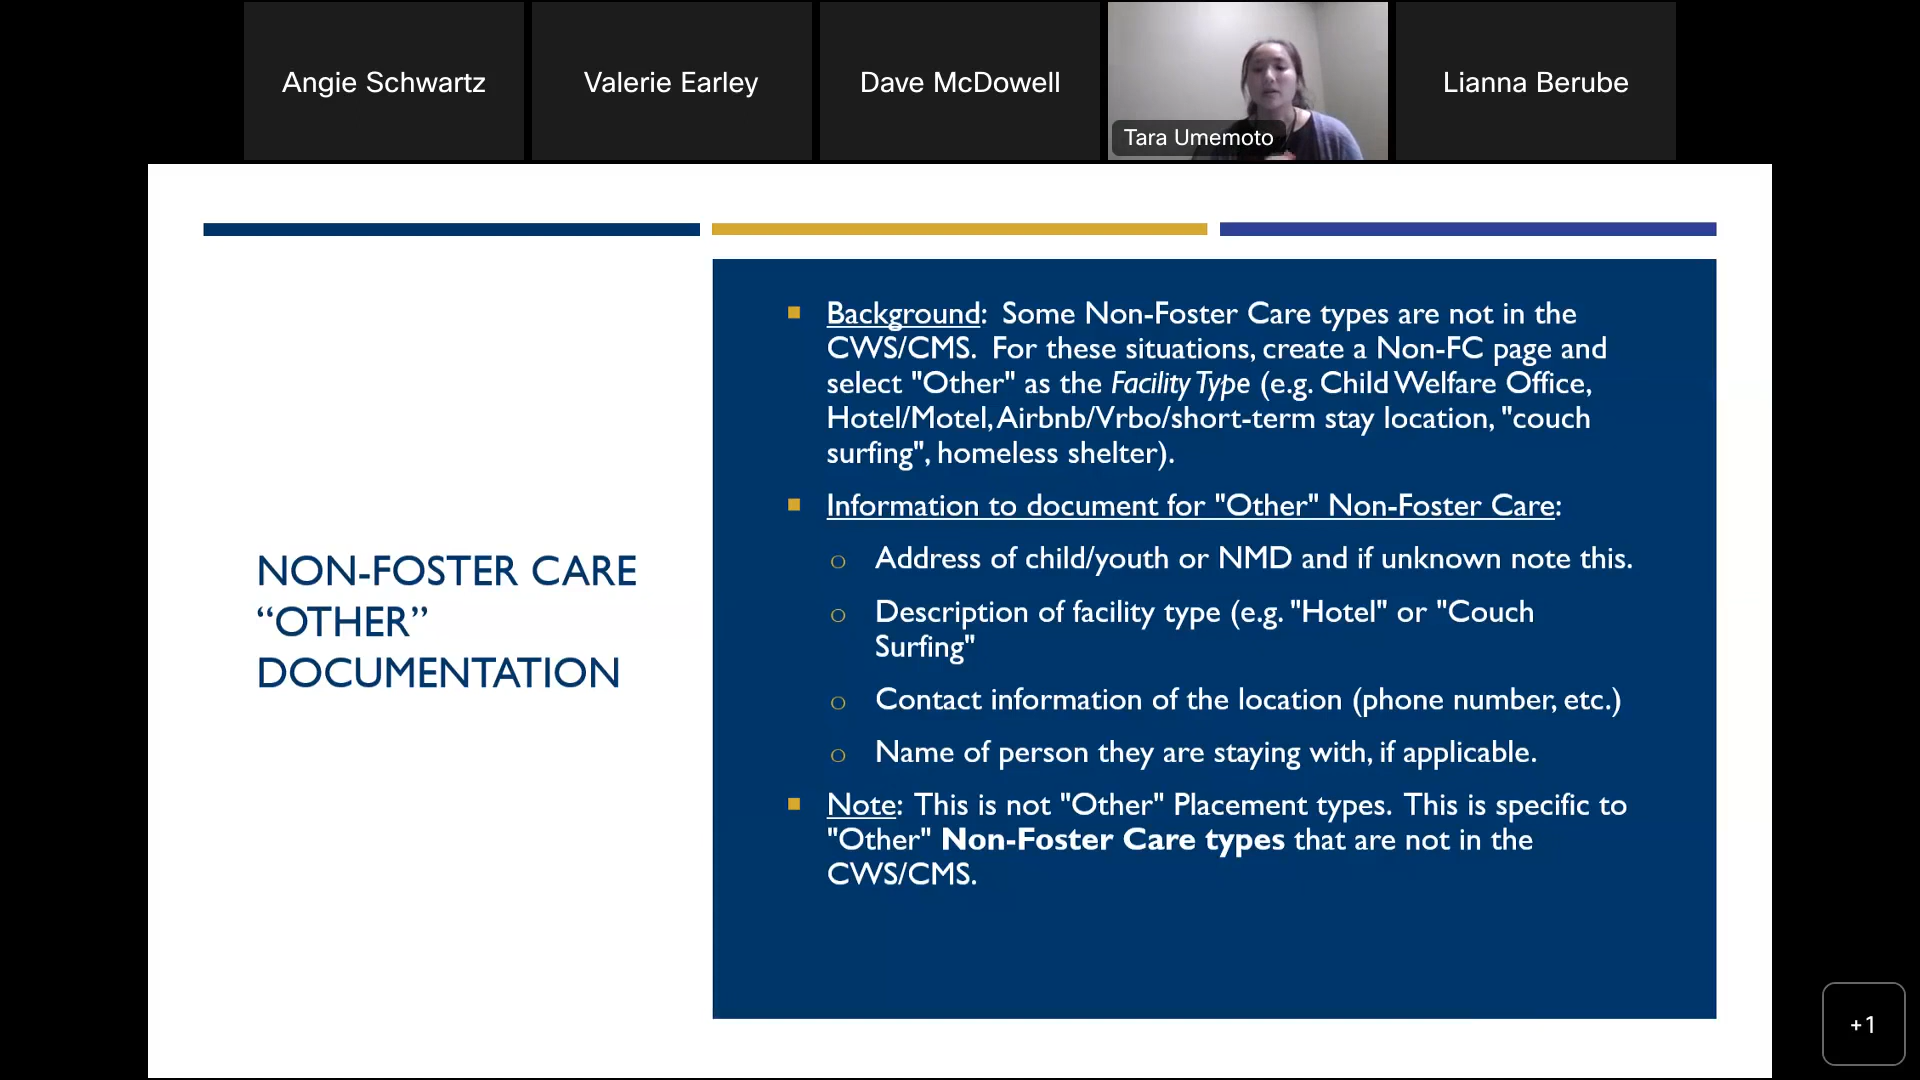 Angie Schwartz
Valerie Earley
Dave McDowell
Tara Umemoto
Lianna Berube
NON-FOSTER CARE
“OTHER”
DOCUMENTATION
Background: Some Non-Foster Care types are not in the
CWS/CMS. For these situations, create a Non-FC page and
select "Other" as the Facility Type (e.g. Child Welfare Office,
Hotel/Motel, Airbnb/Vrbo/short-term stay location, "couch
surfing", homeless shelter).
Information to document for "Other" Non-Foster Care:
Address of child/youth or NMD and if unknown note this.
Description of facility type (e.g. "Hotel" or "Couch
Surfing"
Contact information of the location (phone number, etc.)
Name of person they are staying with, if applicable.
Note: This is not "Other" Placement types. This is specific to
"Other" Non-Foster Care types that are not in the
CWS/CMS.
+1